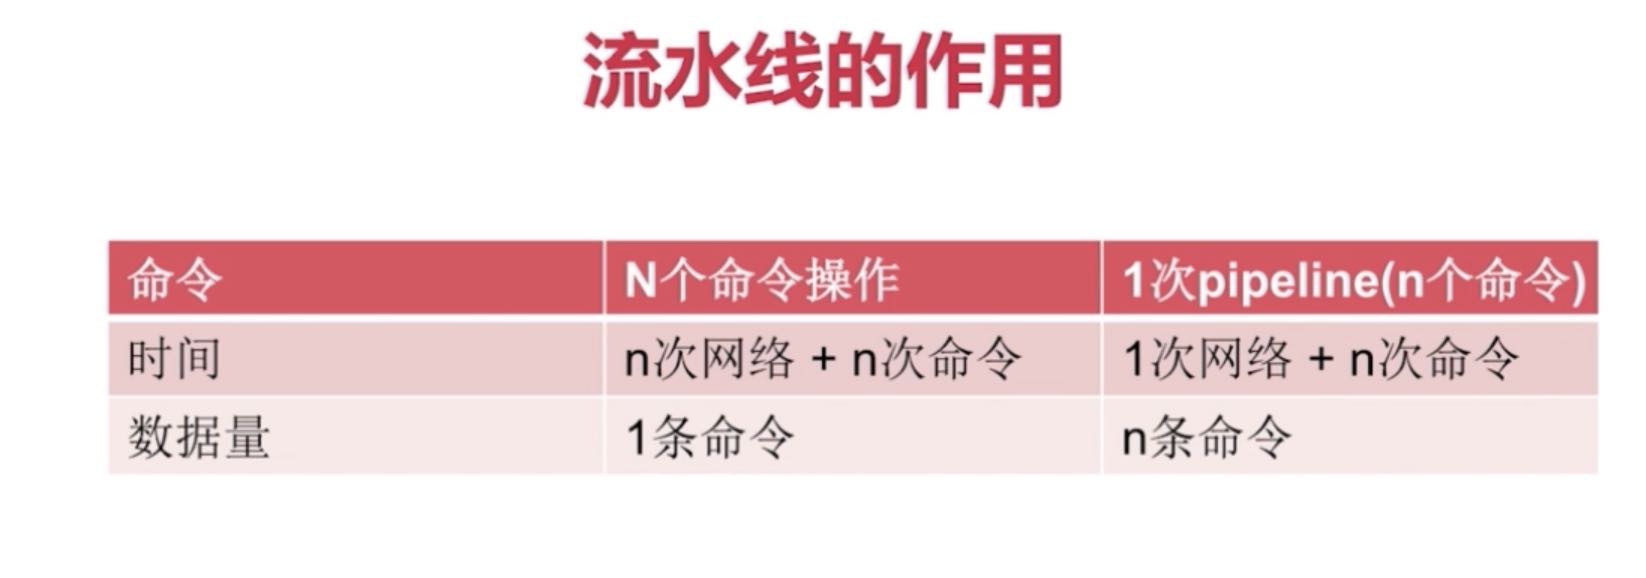 流水线的作用
命令 N个命令操作 1次pipeline(n个命令)
时间 n次网络 + n次命令 1次网络 + n次命令
数据量 1条命令 n条命令